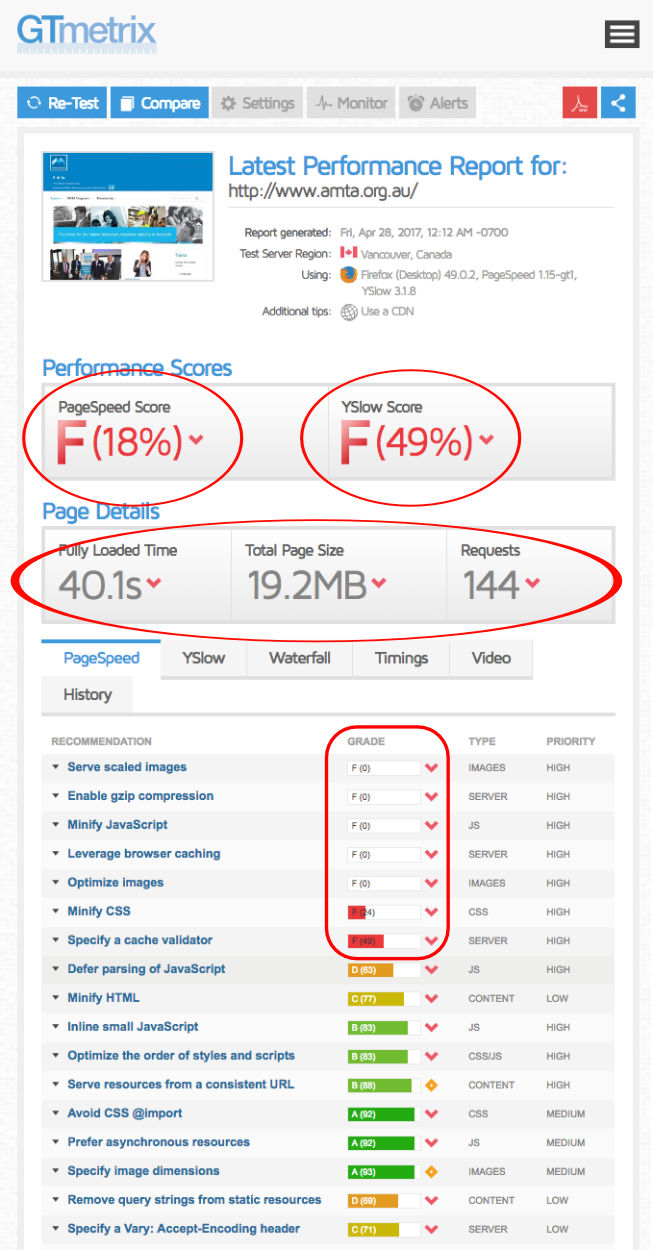 GTmetrix
Re-Test Compare Settings Monitor Alerts
Latest Performance Report for:
http://www.amta.org.au/
Report generated: Fri, Apr 28, 2017, 12:12 AM -0700
Test Server Region: Vancouver, Canada
Using: Firefox (Desktop) 49.0.2, PageSpeed 1.15-gt1,
YSlow 3.1.8
Additional tips: Use a CDN
Performance Scores
PageSpeed Score YSlow Score
F (18%) F (49%)
Page Details
Fully Loaded Time Total Page Size Requests
40.1s 19.2MB 144
PageSpeed YSlow Waterfall Timings Video
History
RECOMMENDATION GRADE TYPE PRIORITY
Serve scaled images F (0) IMAGES HIGH
Enable gzip compression F (0) SERVER HIGH
Minify JavaScript F (0) JS HIGH
Leverage browser caching F (0) SERVER HIGH
Optimize images F (0) IMAGES HIGH
Minify CSS F (24) CSS HIGH
Specify a cache validator F (49) SERVER HIGH
Defer parsing of JavaScript D (63) JS HIGH
Minify HTML C (77) CONTENT LOW
Inline small JavaScript B (83) JS HIGH
Optimize the order of styles and scripts B (83) CSS/JS HIGH
Serve resources from a consistent URL B (88) CONTENT HIGH
Avoid CSS @import A (92) CSS MEDIUM
Prefer asynchronous resources A (92) JS MEDIUM
Specify image dimensions A (93) IMAGES MEDIUM
Remove query strings from static resources D (69) CONTENT LOW
Specify a Vary: Accept-Encoding header C (71) SERVER LOW